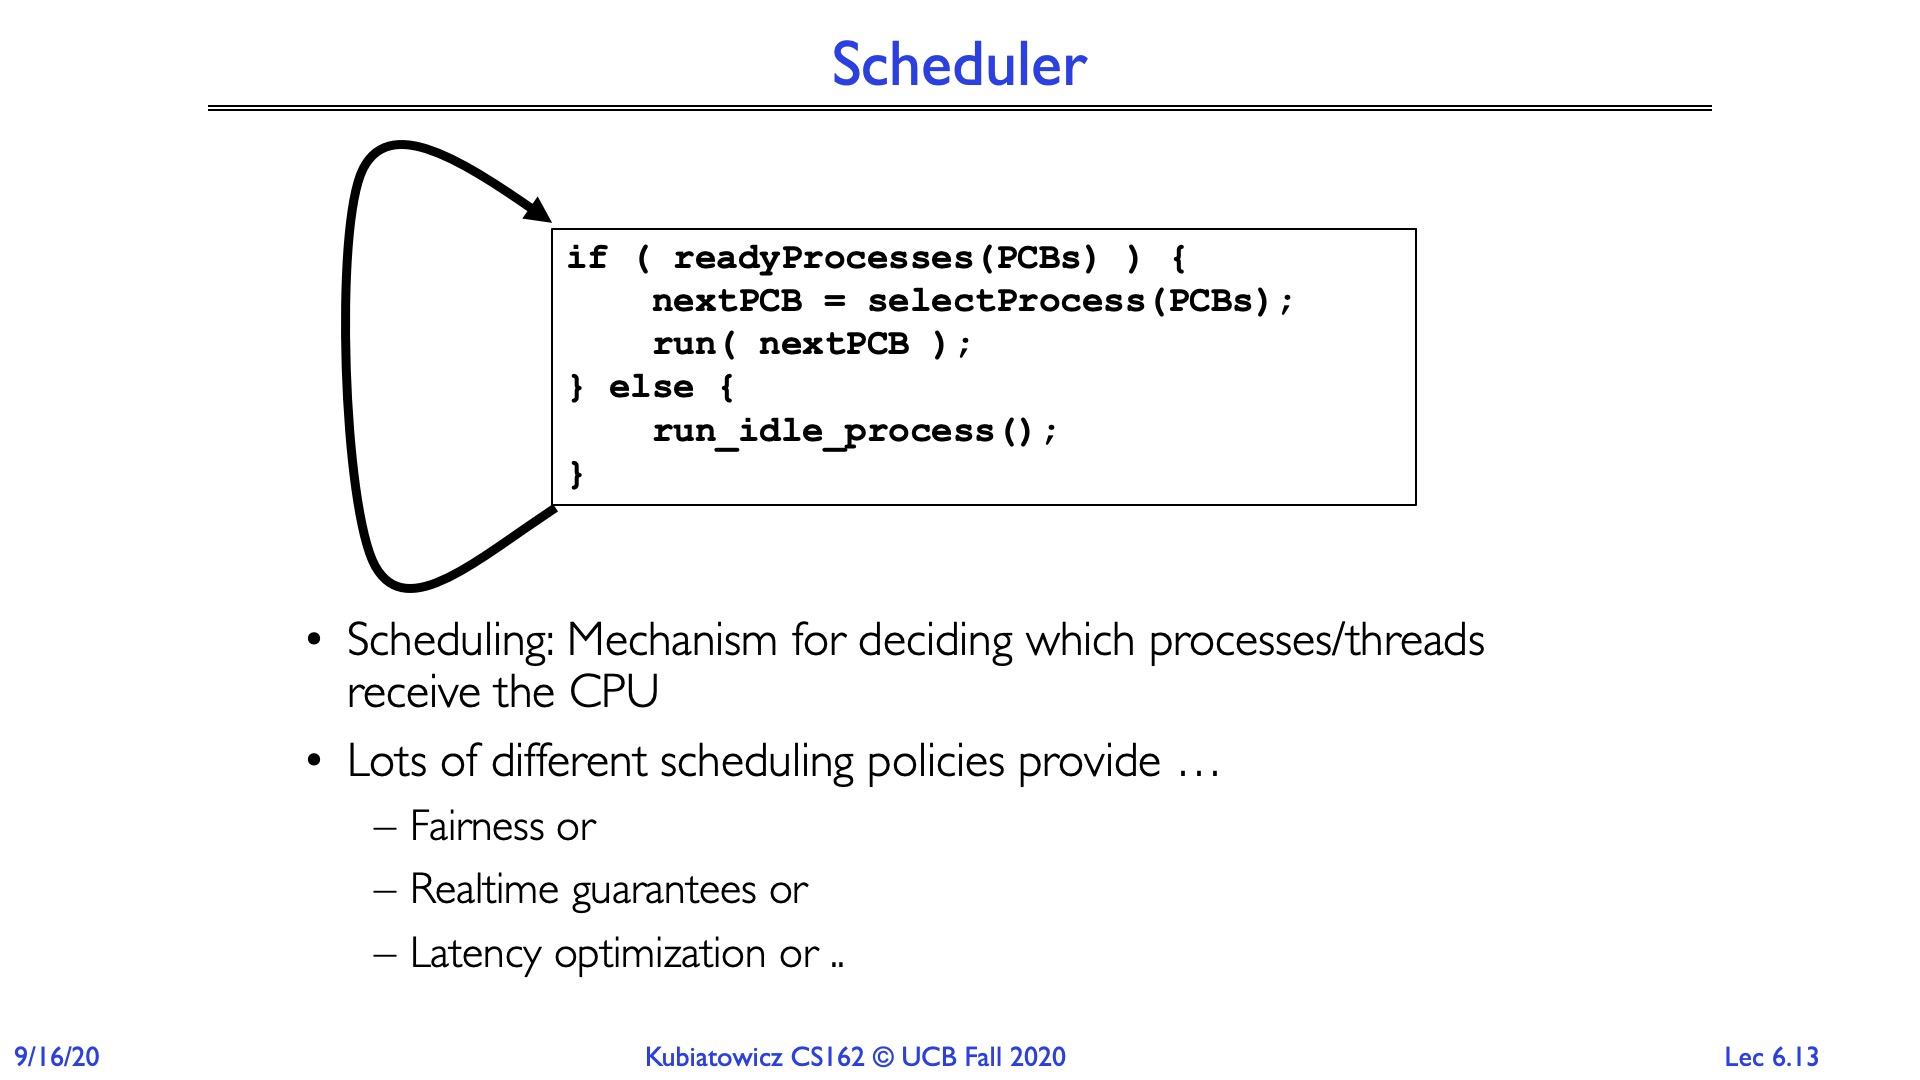 Scheduler
if ( readyProcesses(PCBs) ) {
    nextPCB = selectProcess(PCBs);
    run( nextPCB );
} else {
    run_idle_process();
}
• Scheduling: Mechanism for deciding which processes/threads
receive the CPU
• Lots of different scheduling policies provide …
– Fairness or
– Realtime guarantees or
– Latency optimization or ..
9/16/20
Kubiatowicz CS162 © UCB Fall 2020
Lec 6.13